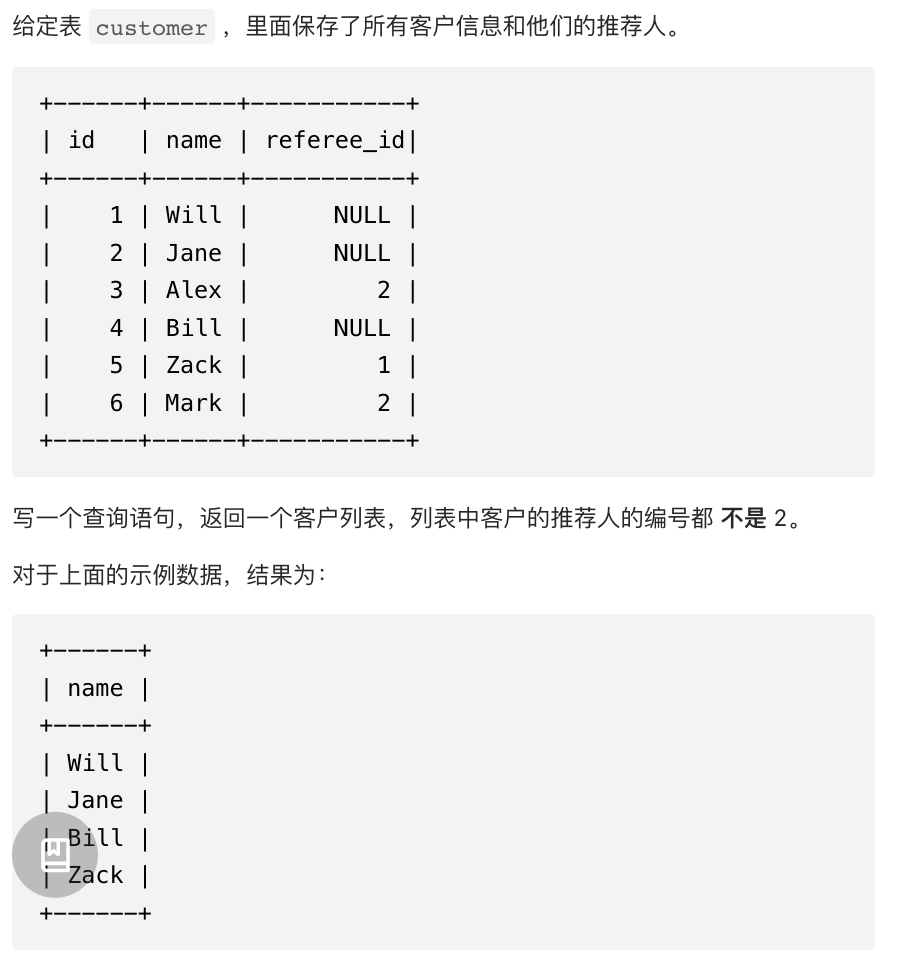 给定表 customer ，里面保存了所有客户信息和他们的推荐人。
+------+------+-----------+
| id   | name | referee_id|
+------+------+-----------+
|    1 | Will |      NULL |
|    2 | Jane |      NULL |
|    3 | Alex |         2 |
|    4 | Bill |      NULL |
|    5 | Zack |         1 |
|    6 | Mark |         2 |
+------+------+-----------+
写一个查询语句，返回一个客户列表，列表中客户的推荐人的编号都 不是 2。
对于上面的示例数据，结果为：
+------+
| name |
+------+
| Will |
| Jane |
| Bill |
| Zack |
+------+